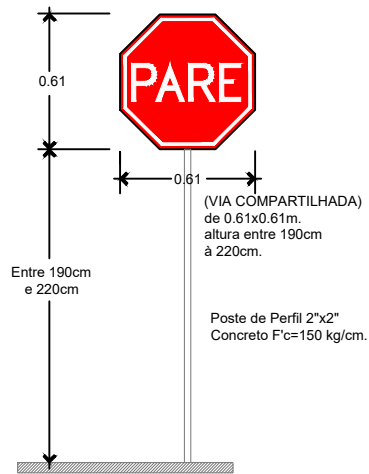 PARE
0.61
0.61
(VIA COMPARTILHADA)
de 0.61x0.61m.
altura entre 190cm
à 220cm.
Entre 190cm
e 220cm
Poste de Perfil 2"x2"
Concreto F'c=150 kg/cm.